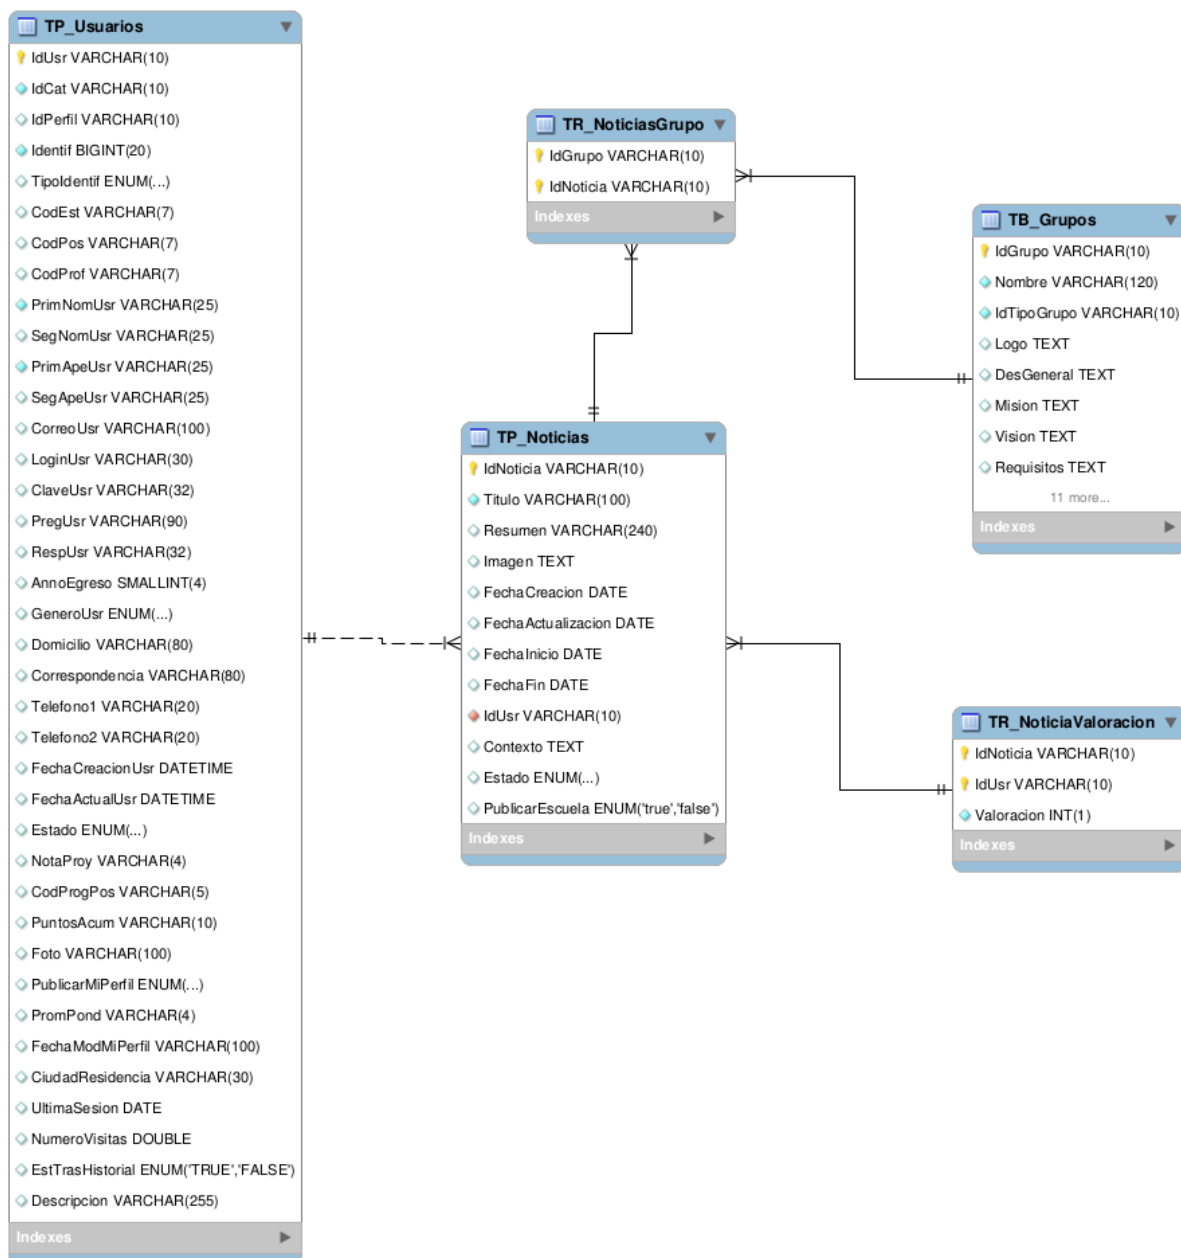 TP_Usuarios
IdUsr VARCHAR(10)
IdCat VARCHAR(10)
IdPerfil VARCHAR(10)
Identif BIGINT(20)
TipoIdentif ENUM(...)
CodEst VARCHAR(7)
CodPos VARCHAR(7)
CodProf VARCHAR(7)
PrimNomUsr VARCHAR(25)
SegNomUsr VARCHAR(25)
PrimApeUsr VARCHAR(25)
SegApeUsr VARCHAR(25)
CorreoUsr VARCHAR(100)
LoginUsr VARCHAR(30)
ClaveUsr VARCHAR(32)
PregUsr VARCHAR(90)
RespUsr VARCHAR(32)
AnnoEgreso SMALLINT(4)
GeneroUsr ENUM(...)
Domicilio VARCHAR(80)
Correspondencia VARCHAR(80)
Telefono1 VARCHAR(20)
Telefono2 VARCHAR(20)
FechaCreacionUsr DATETIME
FechaActualUsr DATETIME
Estado ENUM(...)
NotaProy VARCHAR(4)
CodProgPos VARCHAR(5)
PuntosAcum VARCHAR(10)
Foto VARCHAR(100)
PublicarMiPerfil ENUM(...)
PromPond VARCHAR(4)
FechaModMiPerfil VARCHAR(100)
CiudadResidencia VARCHAR(30)
UltimaSesion DATE
NumeroVisitas DOUBLE
EstTrasHistorial ENUM('TRUE','FALSE')
Descripcion VARCHAR(255)
Indexes
TR_NoticiasGrupo
IdGrupo VARCHAR(10)
IdNoticia VARCHAR(10)
Indexes
TP_Noticias
IdNoticia VARCHAR(10)
Titulo VARCHAR(100)
Resumen VARCHAR(240)
Imagen TEXT
FechaCreacion DATE
FechaActualizacion DATE
FechaInicio DATE
FechaFin DATE
IdUsr VARCHAR(10)
Contexto TEXT
Estado ENUM(...)
PublicarEscuela ENUM('true','false')
Indexes
TB_Grupos
IdGrupo VARCHAR(10)
Nombre VARCHAR(120)
IdTipoGrupo VARCHAR(10)
Logo TEXT
DesGeneral TEXT
Mision TEXT
Vision TEXT
Requisitos TEXT
11 more...
Indexes
TR_NoticiaValoracion
IdNoticia VARCHAR(10)
IdUsr VARCHAR(10)
Valoracion INT(1)
Indexes